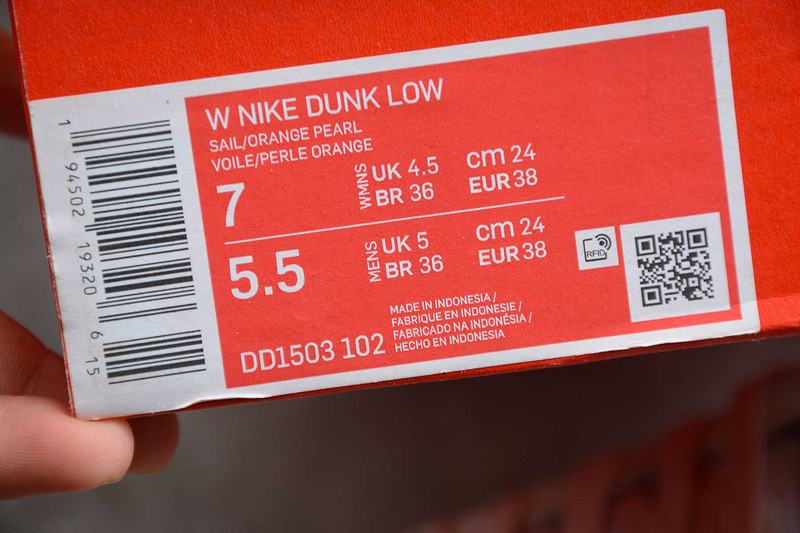 W NIKE DUNK LOW
SAIL/ORANGE PEARL
VOILE/PERLE ORANGE
7
WMNS
UK 4.5
BR 36
cm 24
EUR 38
5.5
MENS
UK 5
BR 36
cm 24
EUR 38
RFID
DD1503 102
MADE IN INDONESIA /
FABRIQUE EN INDONESIE /
FABRICADO NA INDONÉSIA /
HECHO EN INDONESIA
1 94502 19320 6 15